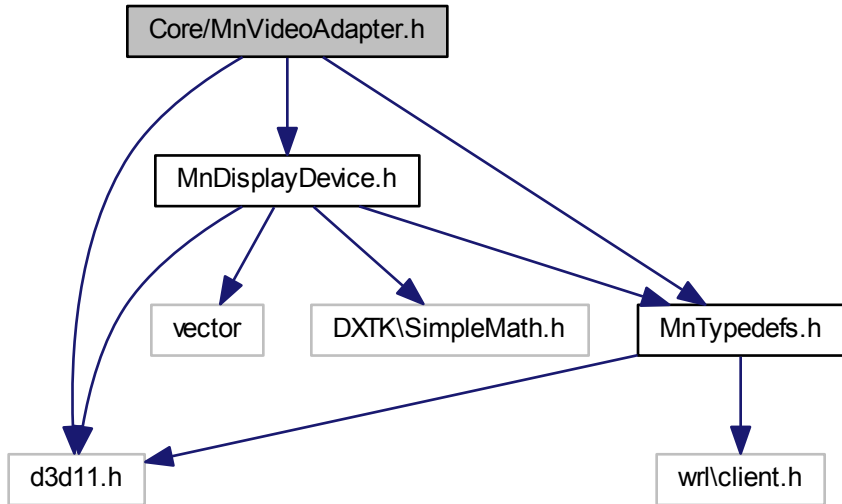 Core/MnVideoAdapter.h
MnDisplayDevice.h
vector
DXTK\SimpleMath.h
MnTypedefs.h
d3d11.h
wrl\client.h